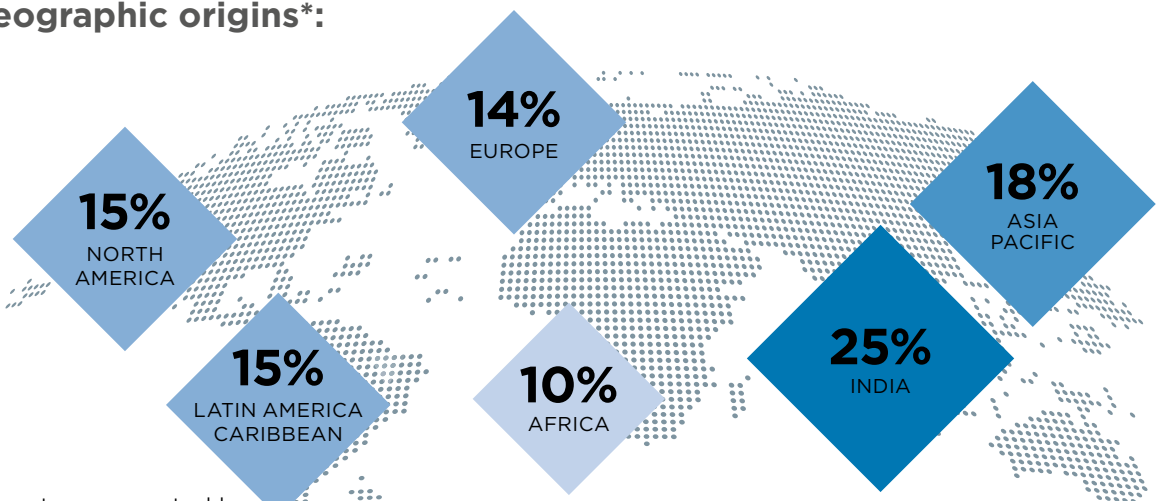 eographic origins*:
14%
EUROPE
15%
NORTH
AMERICA
18%
ASIA
PACIFIC
15%
LATIN AMERICA
CARIBBEAN
10%
AFRICA
25%
INDIA